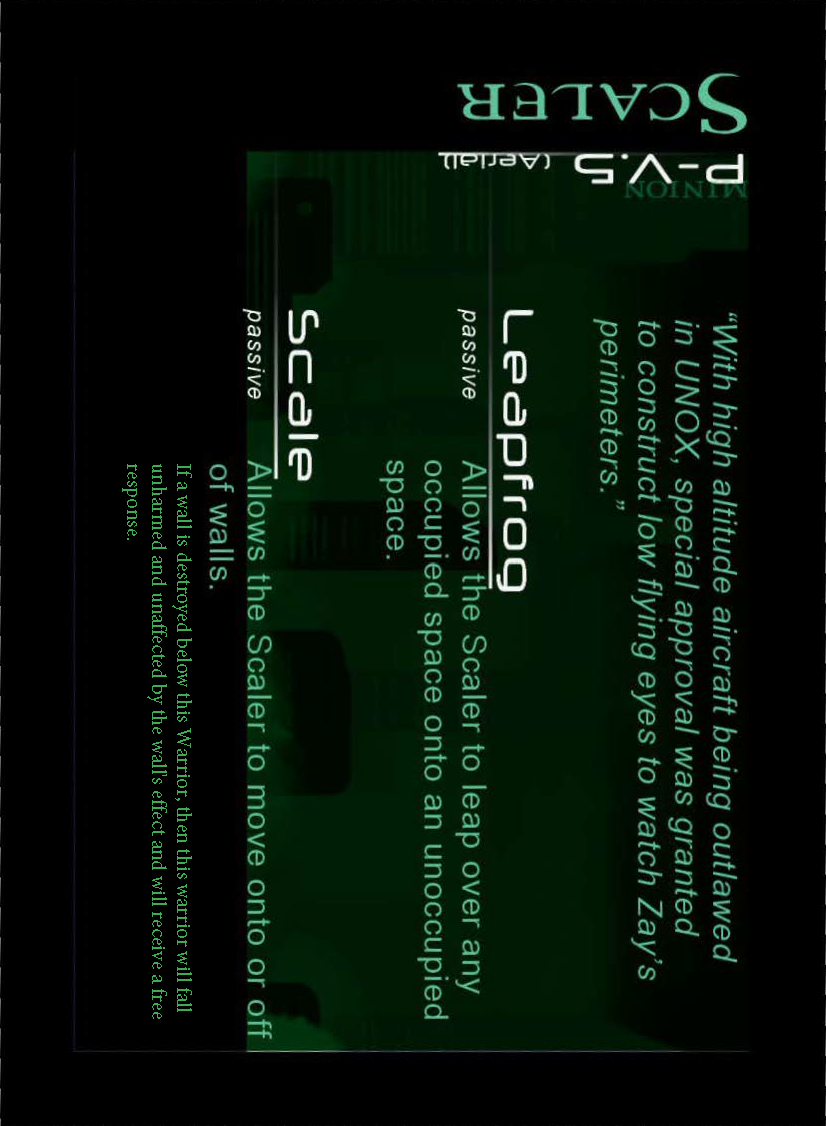 SCALER
P-V.5 (Aerial)
MINION
“With high altitude aircraft being outlawed
in UNOX, special approval was granted
to construct low flying eyes to watch Zay’s
perimeters.”
Leapfrog
passive
Allows the Scaler to leap over any
occupied space onto an unoccupied
space.
Scale
passive
Allows the Scaler to move onto or off
of walls.
If a wall is destroyed below this Warrior, then this warrior will fall
unharmed and unaffected by the wall's effect and will receive a free
response.